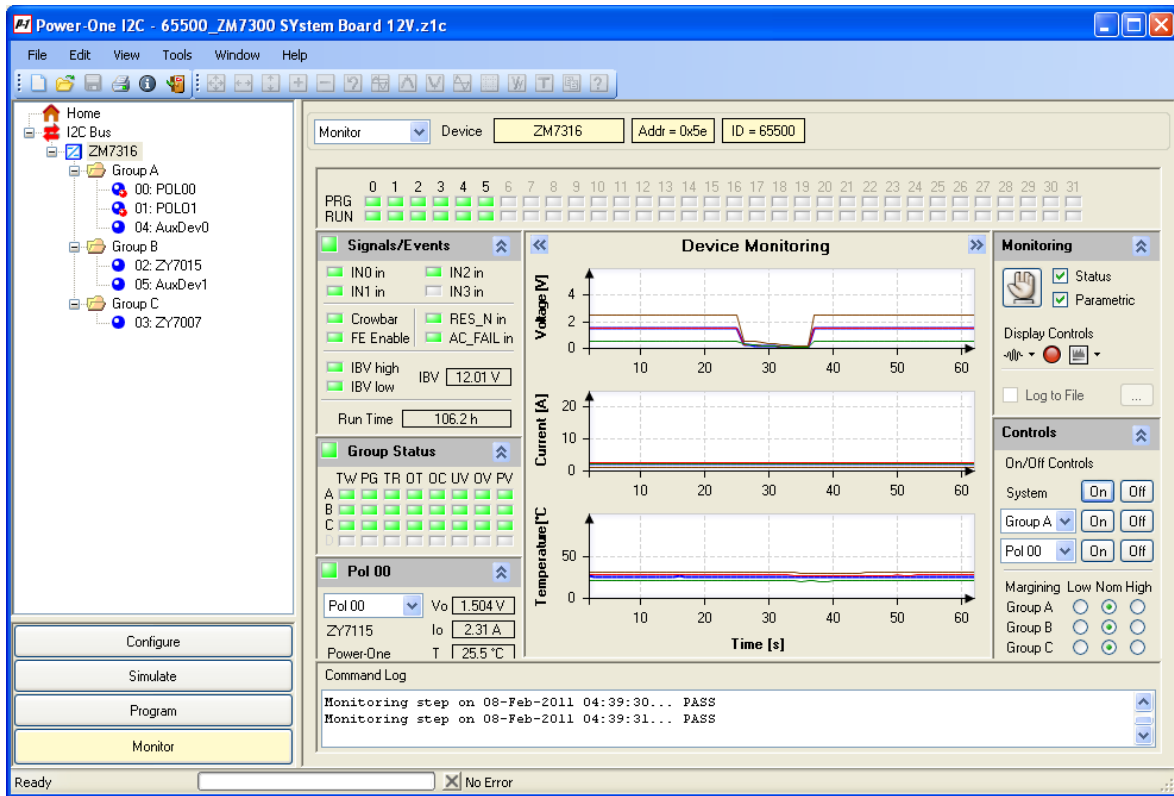 Power-One I2C - 65500_ZM7300 SYstem Board 12V.z1c
File Edit View Tools Window Help
Home
I2C Bus
ZM7316
Group A
00: POL00
01: POL01
04: AuxDev0
Group B
02: ZY7015
05: AuxDev1
Group C
03: ZY7007
Configure
Simulate
Program
Monitor
Monitor Device ZM7316 Addr = 0x5e ID = 65500
0 1 2 3 4 5 6 7 8 9 10 11 12 13 14 15 16 17 18 19 20 21 22 23 24 25 26 27 28 29 30 31
PRG
RUN
Signals/Events
IN0 in IN2 in
IN1 in IN3 in
Crowbar RES_N in
FE Enable AC_FAIL in
IBV high
IBV low
IBV 12.01 V
Run Time 106.2 h
Group Status
TW PG TR OT OC UV OV PV
A
B
C
D
Pol 00
Pol 00 Vo 1.504 V
ZY7115 Io 2.31 A
Power-One T 25.5 °C
Device Monitoring
Voltage [V]
4
2
0
10 20 30 40 50 60
Current [A]
20
10
0
10 20 30 40 50 60
Temperature[°C
50
0
10 20 30 40 50 60
Time [s]
Monitoring
Status
Parametric
Display Controls
Log to File ...
Controls
On/Off Controls
System On Off
Group A On Off
Pol 00 On Off
Margining Low Nom High
Group A
Group B
Group C
Command Log
Monitoring step on 08-Feb-2011 04:39:30... PASS
Monitoring step on 08-Feb-2011 04:39:31... PASS
Ready No Error